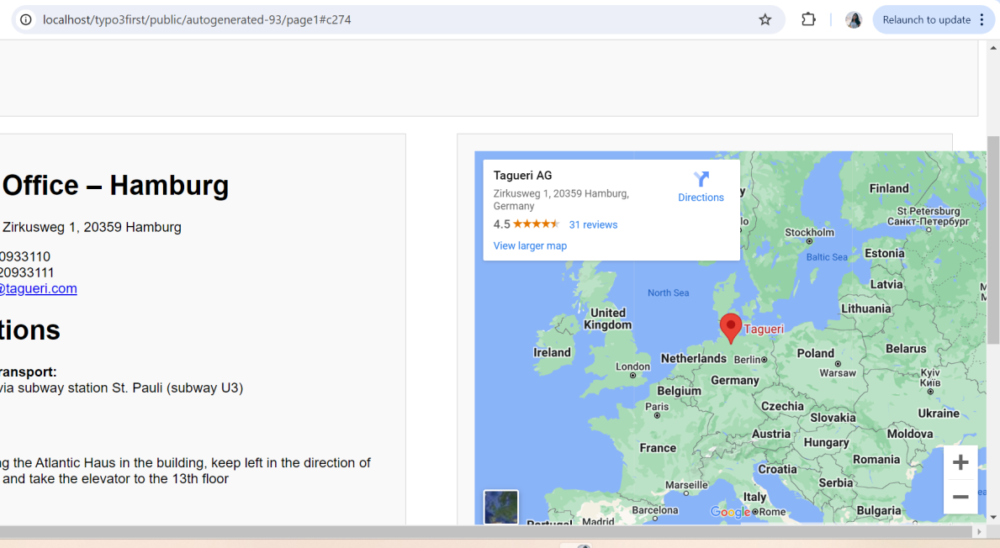 localhost/typo3first/public/autogenerated-93/page1#c274
Relaunch to update
Office – Hamburg
Zirkusweg 1, 20359 Hamburg
0933110
20933111
@tagueri.com
tions
ransport:
via subway station St. Pauli (subway U3)
ng the Atlantic Haus in the building, keep left in the direction of
and take the elevator to the 13th floor
Tagueri AG
Zirkusweg 1, 20359 Hamburg,
Germany
Directions
4.5
31 reviews
View larger map
Finland
St Petersburg
Санкт-Петербург
Stockholm
Baltic Sea
Estonia
Latvia
North Sea
Lithuania
United
Kingdom
Tagueri
Ireland
Netherlands
Berlin
Poland
Belarus
London
Warsaw
Kyiv
Київ
Germany
Belgium
Paris
Czechia
Slovakia
Ukraine
Austria
Moldova
Hungary
France
Romania
Croatia
Serbia
Marseille
Italy
Barcelona
Google
Rome
Bulgaria
Portugal
Madrid